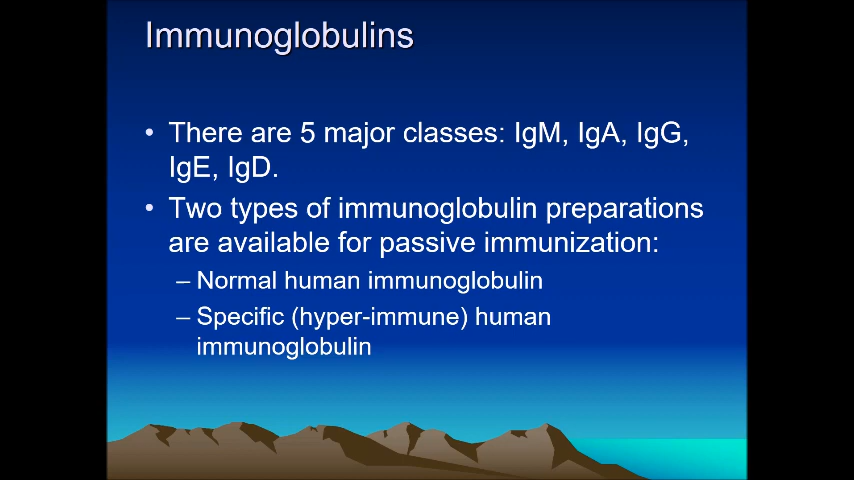 Immunoglobulins
• There are 5 major classes: IgM, IgA, IgG,
IgE, IgD.
• Two types of immunoglobulin preparations
are available for passive immunization:
– Normal human immunoglobulin
– Specific (hyper-immune) human
immunoglobulin